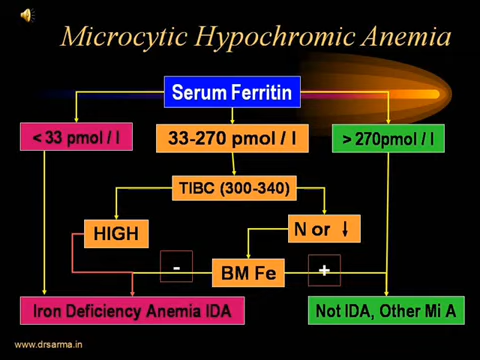 Microcytic Hypochromic Anemia
Serum Ferritin
< 33 pmol / l
33-270 pmol / l
> 270pmol / l
TIBC (300-340)
HIGH
N or ↓
-
BM Fe
+
Iron Deficiency Anemia IDA
Not IDA, Other Mi A
www.drsarma.in